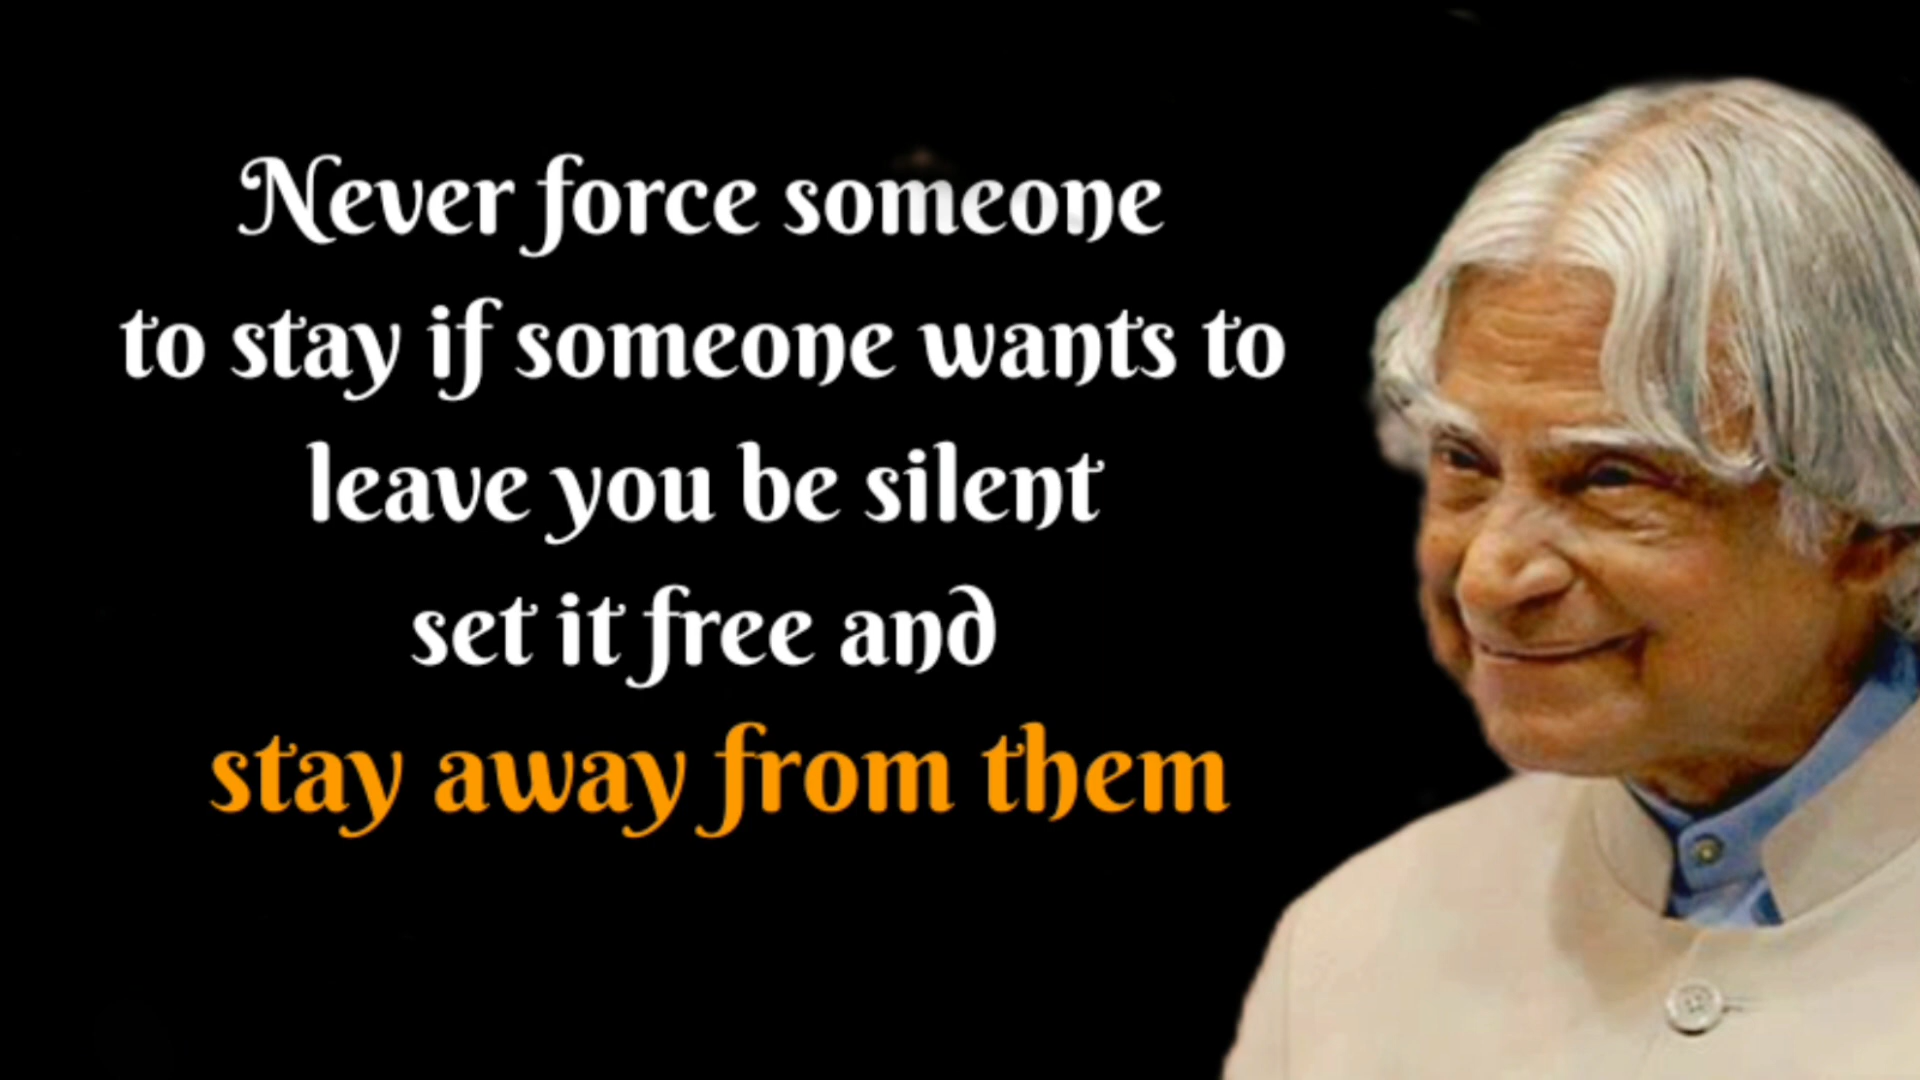 Never force someone
to stay if someone wants to
leave you be silent
set it free and
stay away from them